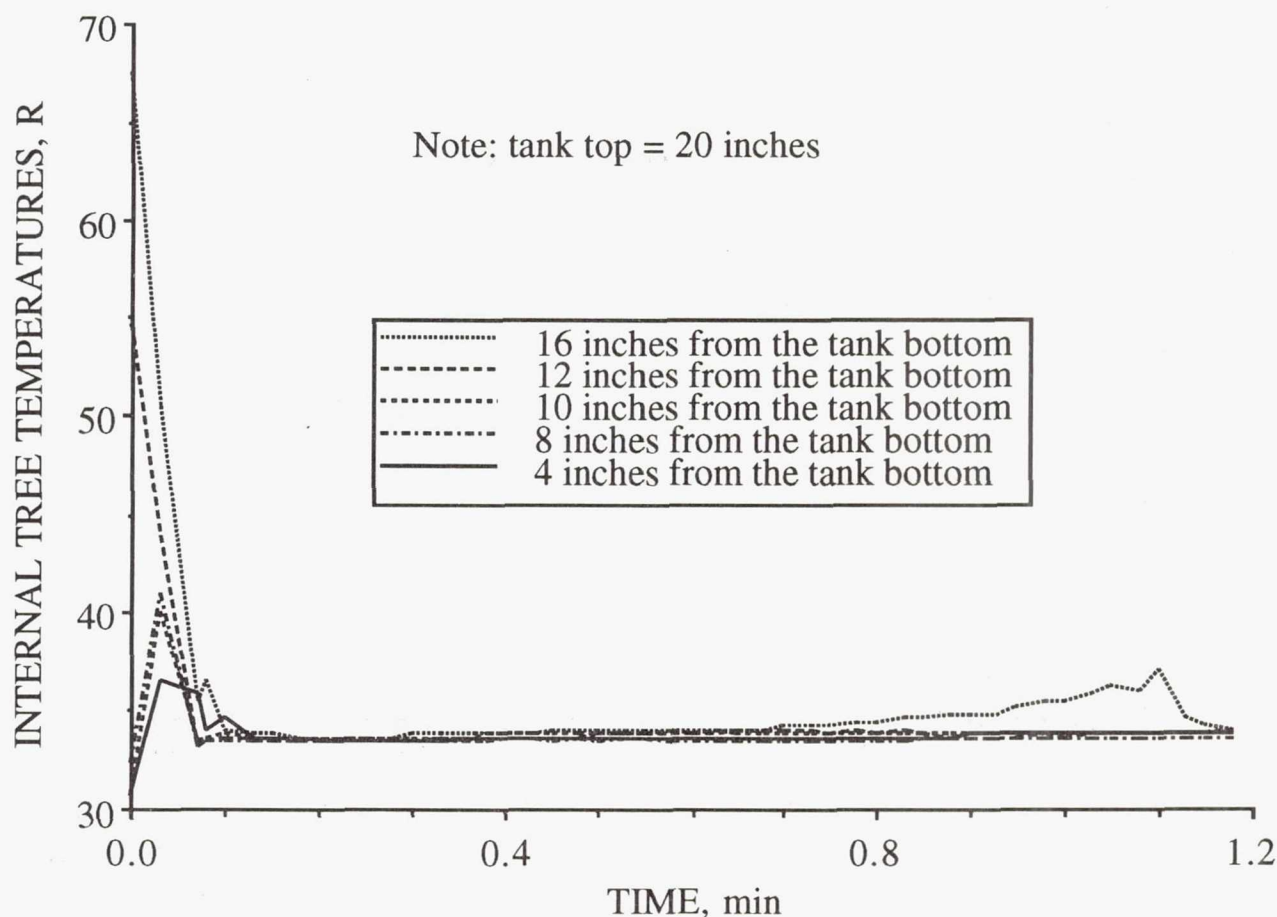 INTERNAL TREE TEMPERATURES, R
70
60
50
40
30
Note: tank top = 20 inches
16 inches from the tank bottom
12 inches from the tank bottom
10 inches from the tank bottom
8 inches from the tank bottom
4 inches from the tank bottom
0.0 0.4 0.8 1.2
TIME, min